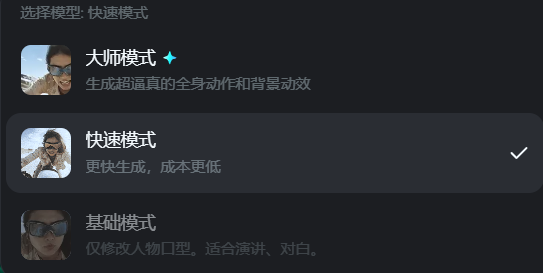 选择模型: 快速模式
大师模式
生成超逼真的全身动作和背景动效
快速模式
更快生成，成本更低
基础模式
仅修改人物口型。适合演讲、对白。